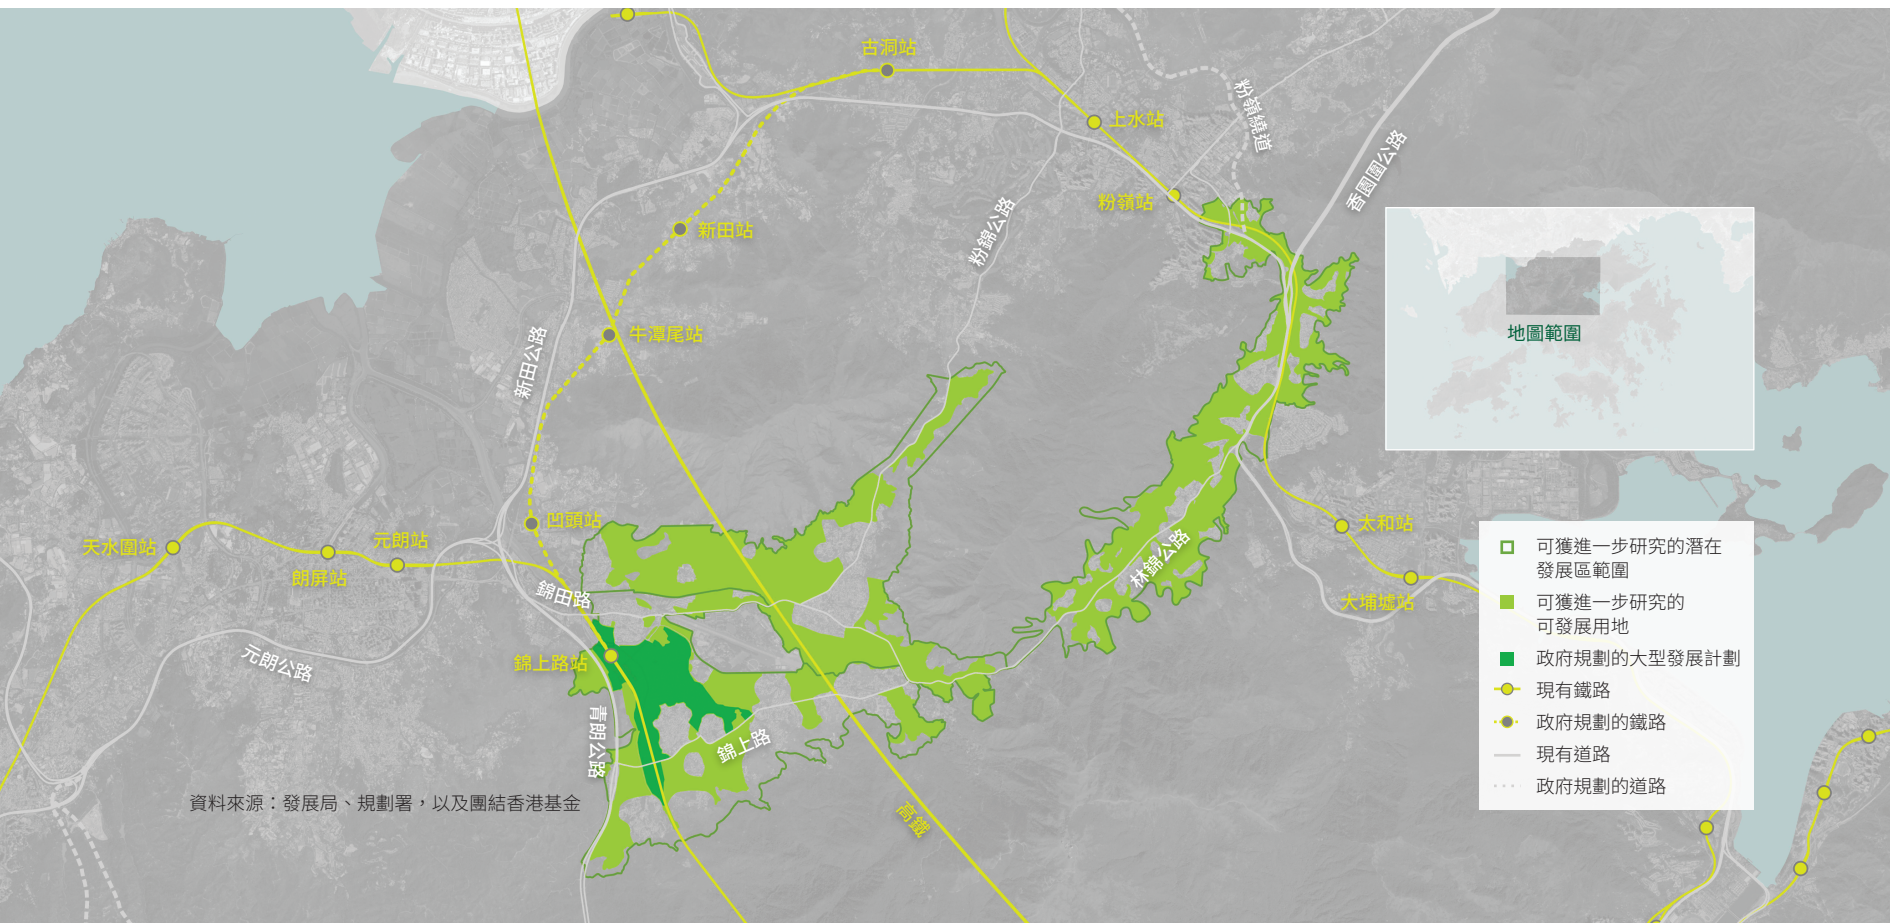 古洞站
上水站
粉嶺繞道
香園圍公路
粉嶺站
粉錦公路
新田站
牛潭尾站
新田公路
地圖範圍
凹頭站
天水圍站
朗屏站
元朗站
太和站
大埔墟站
林錦公路
錦田路
錦上路站
元朗公路
青朗公路
錦上路
高鐵
可獲進一步研究的潛在
發展區範圍
可獲進一步研究的
可發展用地
政府規劃的大型發展計劃
現有鐵路
政府規劃的鐵路
現有道路
政府規劃的道路
資料來源：發展局、規劃署，以及團結香港基金